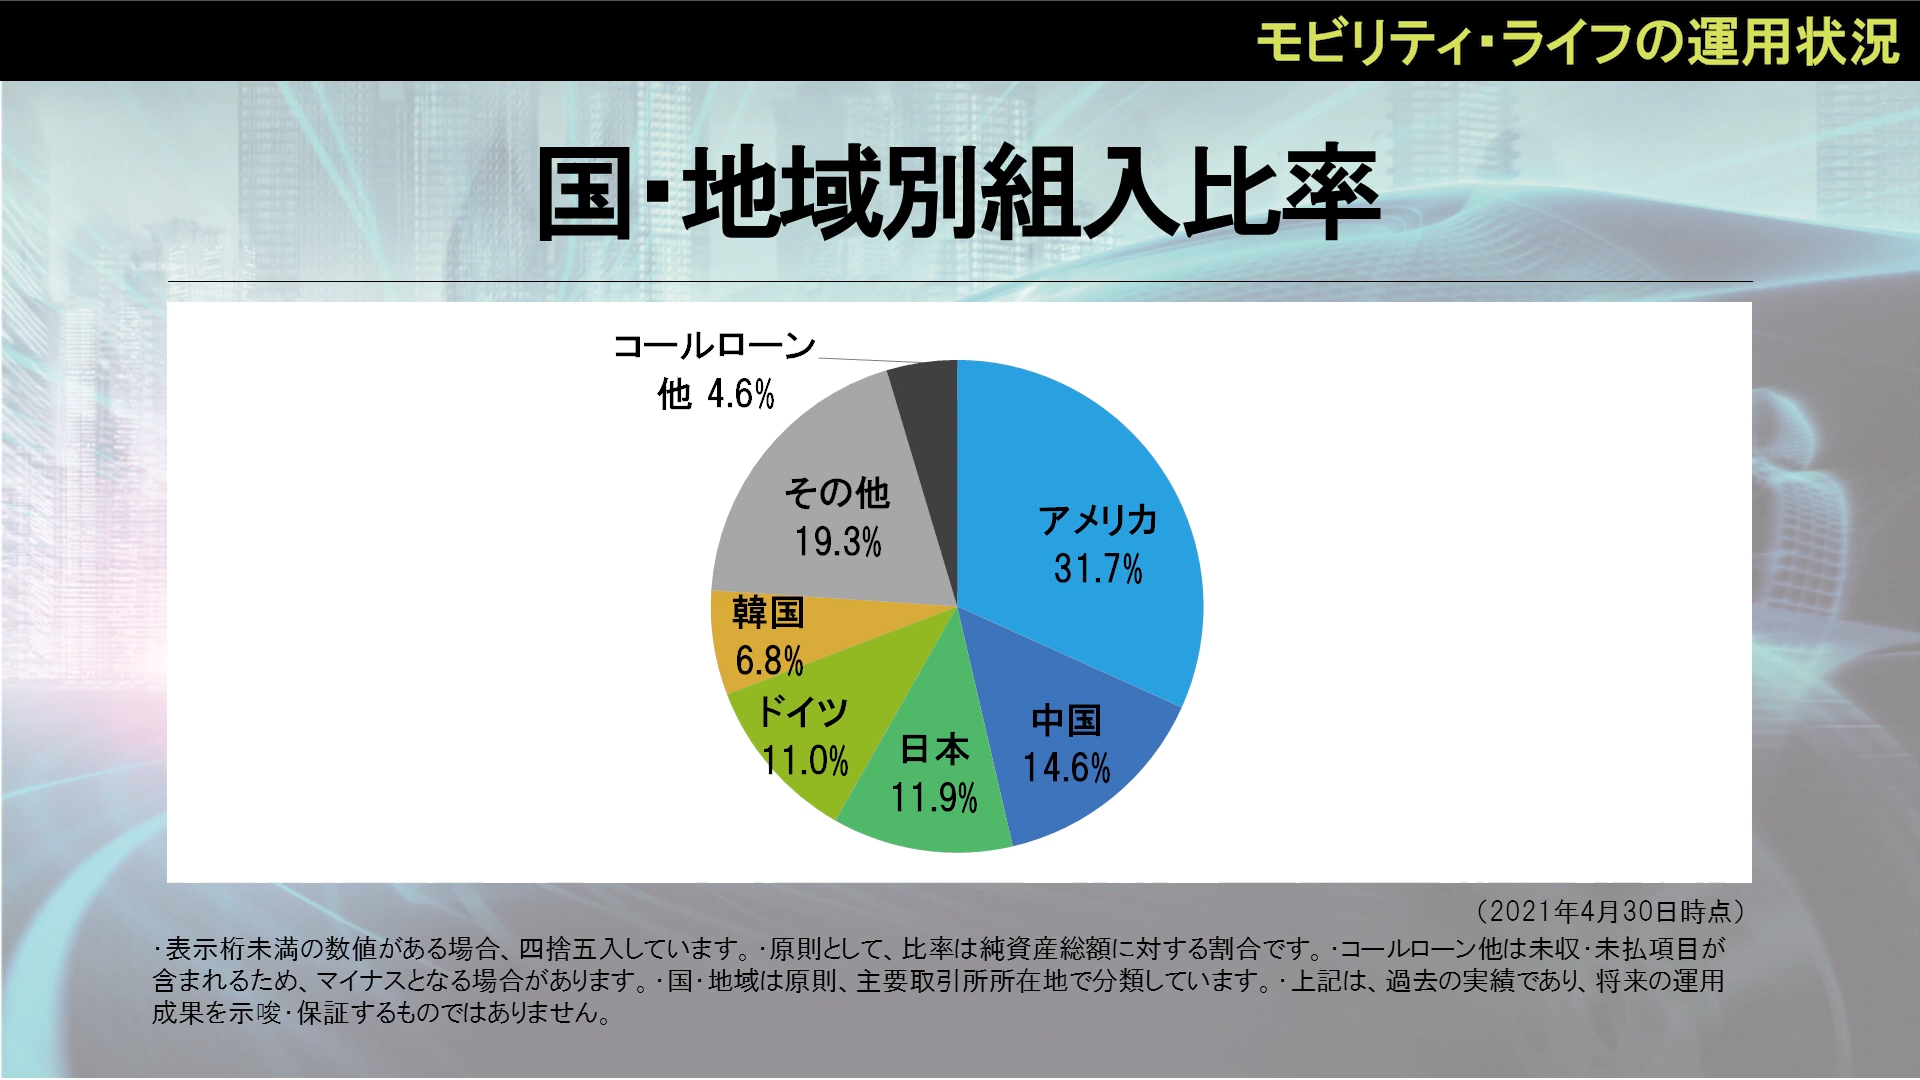 モビリティ・ライフの運用状況
国・地域別組入比率
コールローン
他 4.6%
その他
19.3%
アメリカ
31.7%
韓国
6.8%
ドイツ
11.0%
日本
11.9%
中国
14.6%
（2021年4月30日時点）
・表示桁未満の数値がある場合、四捨五入しています。・原則として、比率は純資産総額に対する割合です。・コールローン他は未収・未払項目が
含まれるため、マイナスとなる場合があります。・国・地域は原則、主要取引所所在地で分類しています。・上記は、過去の実績であり、将来の運用
成果を示唆・保証するものではありません。